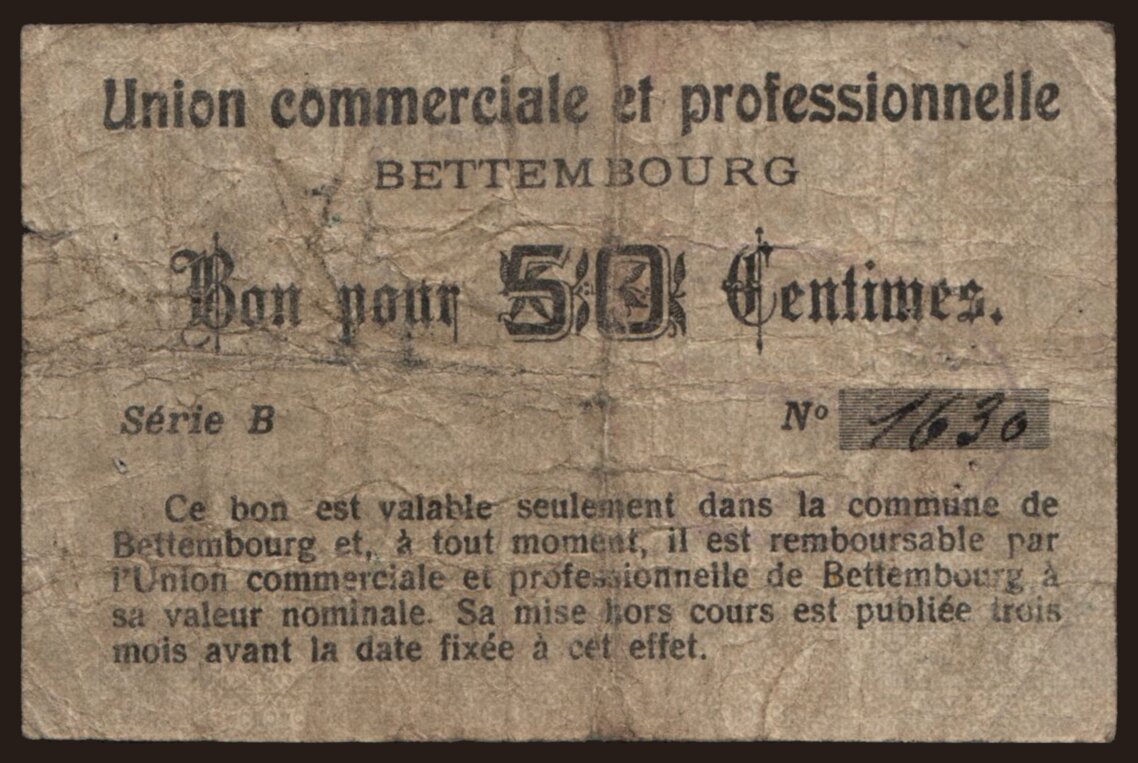 Union commerciale et professionnelle
BETTEMBOURG
Bon pour 50 Centimes.
Série B Nº 1630
Ce bon est valable seulement dans la commune de
Bettembourg et, à tout moment, il est remboursable par
l'Union commerciale et professionnelle de Bettembourg à
sa valeur nominale. Sa mise hors cours est publiée trois
mois avant la date fixée à cet effet.